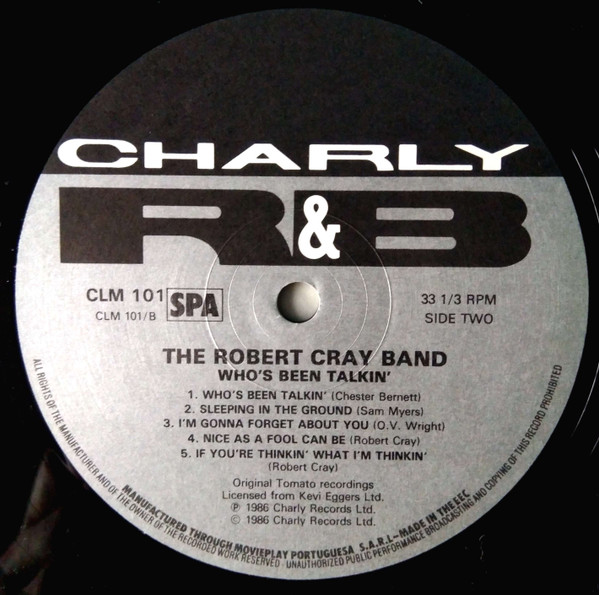 CHARLY
R&B
CLM 101
CLM 101/B
SPA
33 1/3 RPM
SIDE TWO
THE ROBERT CRAY BAND
WHO'S BEEN TALKIN'
1. WHO'S BEEN TALKIN' (Chester Bernett)
2. SLEEPING IN THE GROUND (Sam Myers)
3. I'M GONNA FORGET ABOUT YOU (O.V. Wright)
4. NICE AS A FOOL CAN BE (Robert Cray)
5. IF YOU'RE THINKIN' WHAT I'M THINKIN'
(Robert Cray)
Original Tomato recordings
Licensed from Kevi Eggers Ltd.
℗ 1986 Charly Records Ltd.
© 1986 Charly Records Ltd.
MANUFACTURED THROUGH MOVIEPLAY PORTUGUESA S.A.R.L-MADE IN THE EEC
ALL RIGHTS OF THE MANUFACTURER AND OF THE OWNER OF THE RECORDED WORK RESERVED - UNAUTHORIZED PUBLIC PERFORMANCE BROADCASTING AND COPYING OF THIS RECORD PROHIBITED